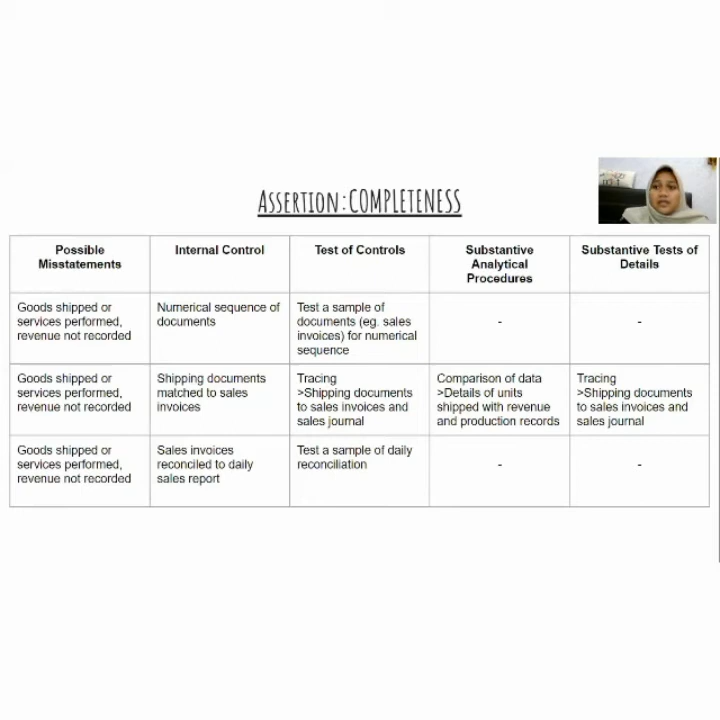 ASSERTION:COMPLETENESS
Possible
Misstatements
Internal Control
Test of Controls
Substantive
Analytical
Procedures
Substantive Tests of
Details
Goods shipped or
services performed,
revenue not recorded
Numerical sequence of
documents
Test a sample of
documents (eg. sales
invoices) for numerical
sequence
-
-
Goods shipped or
services performed,
revenue not recorded
Shipping documents
matched to sales
invoices
Tracing
>Shipping documents
to sales invoices and
sales journal
Comparison of data
>Details of units
shipped with revenue
and production records
Tracing
>Shipping documents
to sales invoices and
sales journal
Goods shipped or
services performed,
revenue not recorded
Sales invoices
reconciled to daily
sales report
Test a sample of daily
reconciliation
-
-